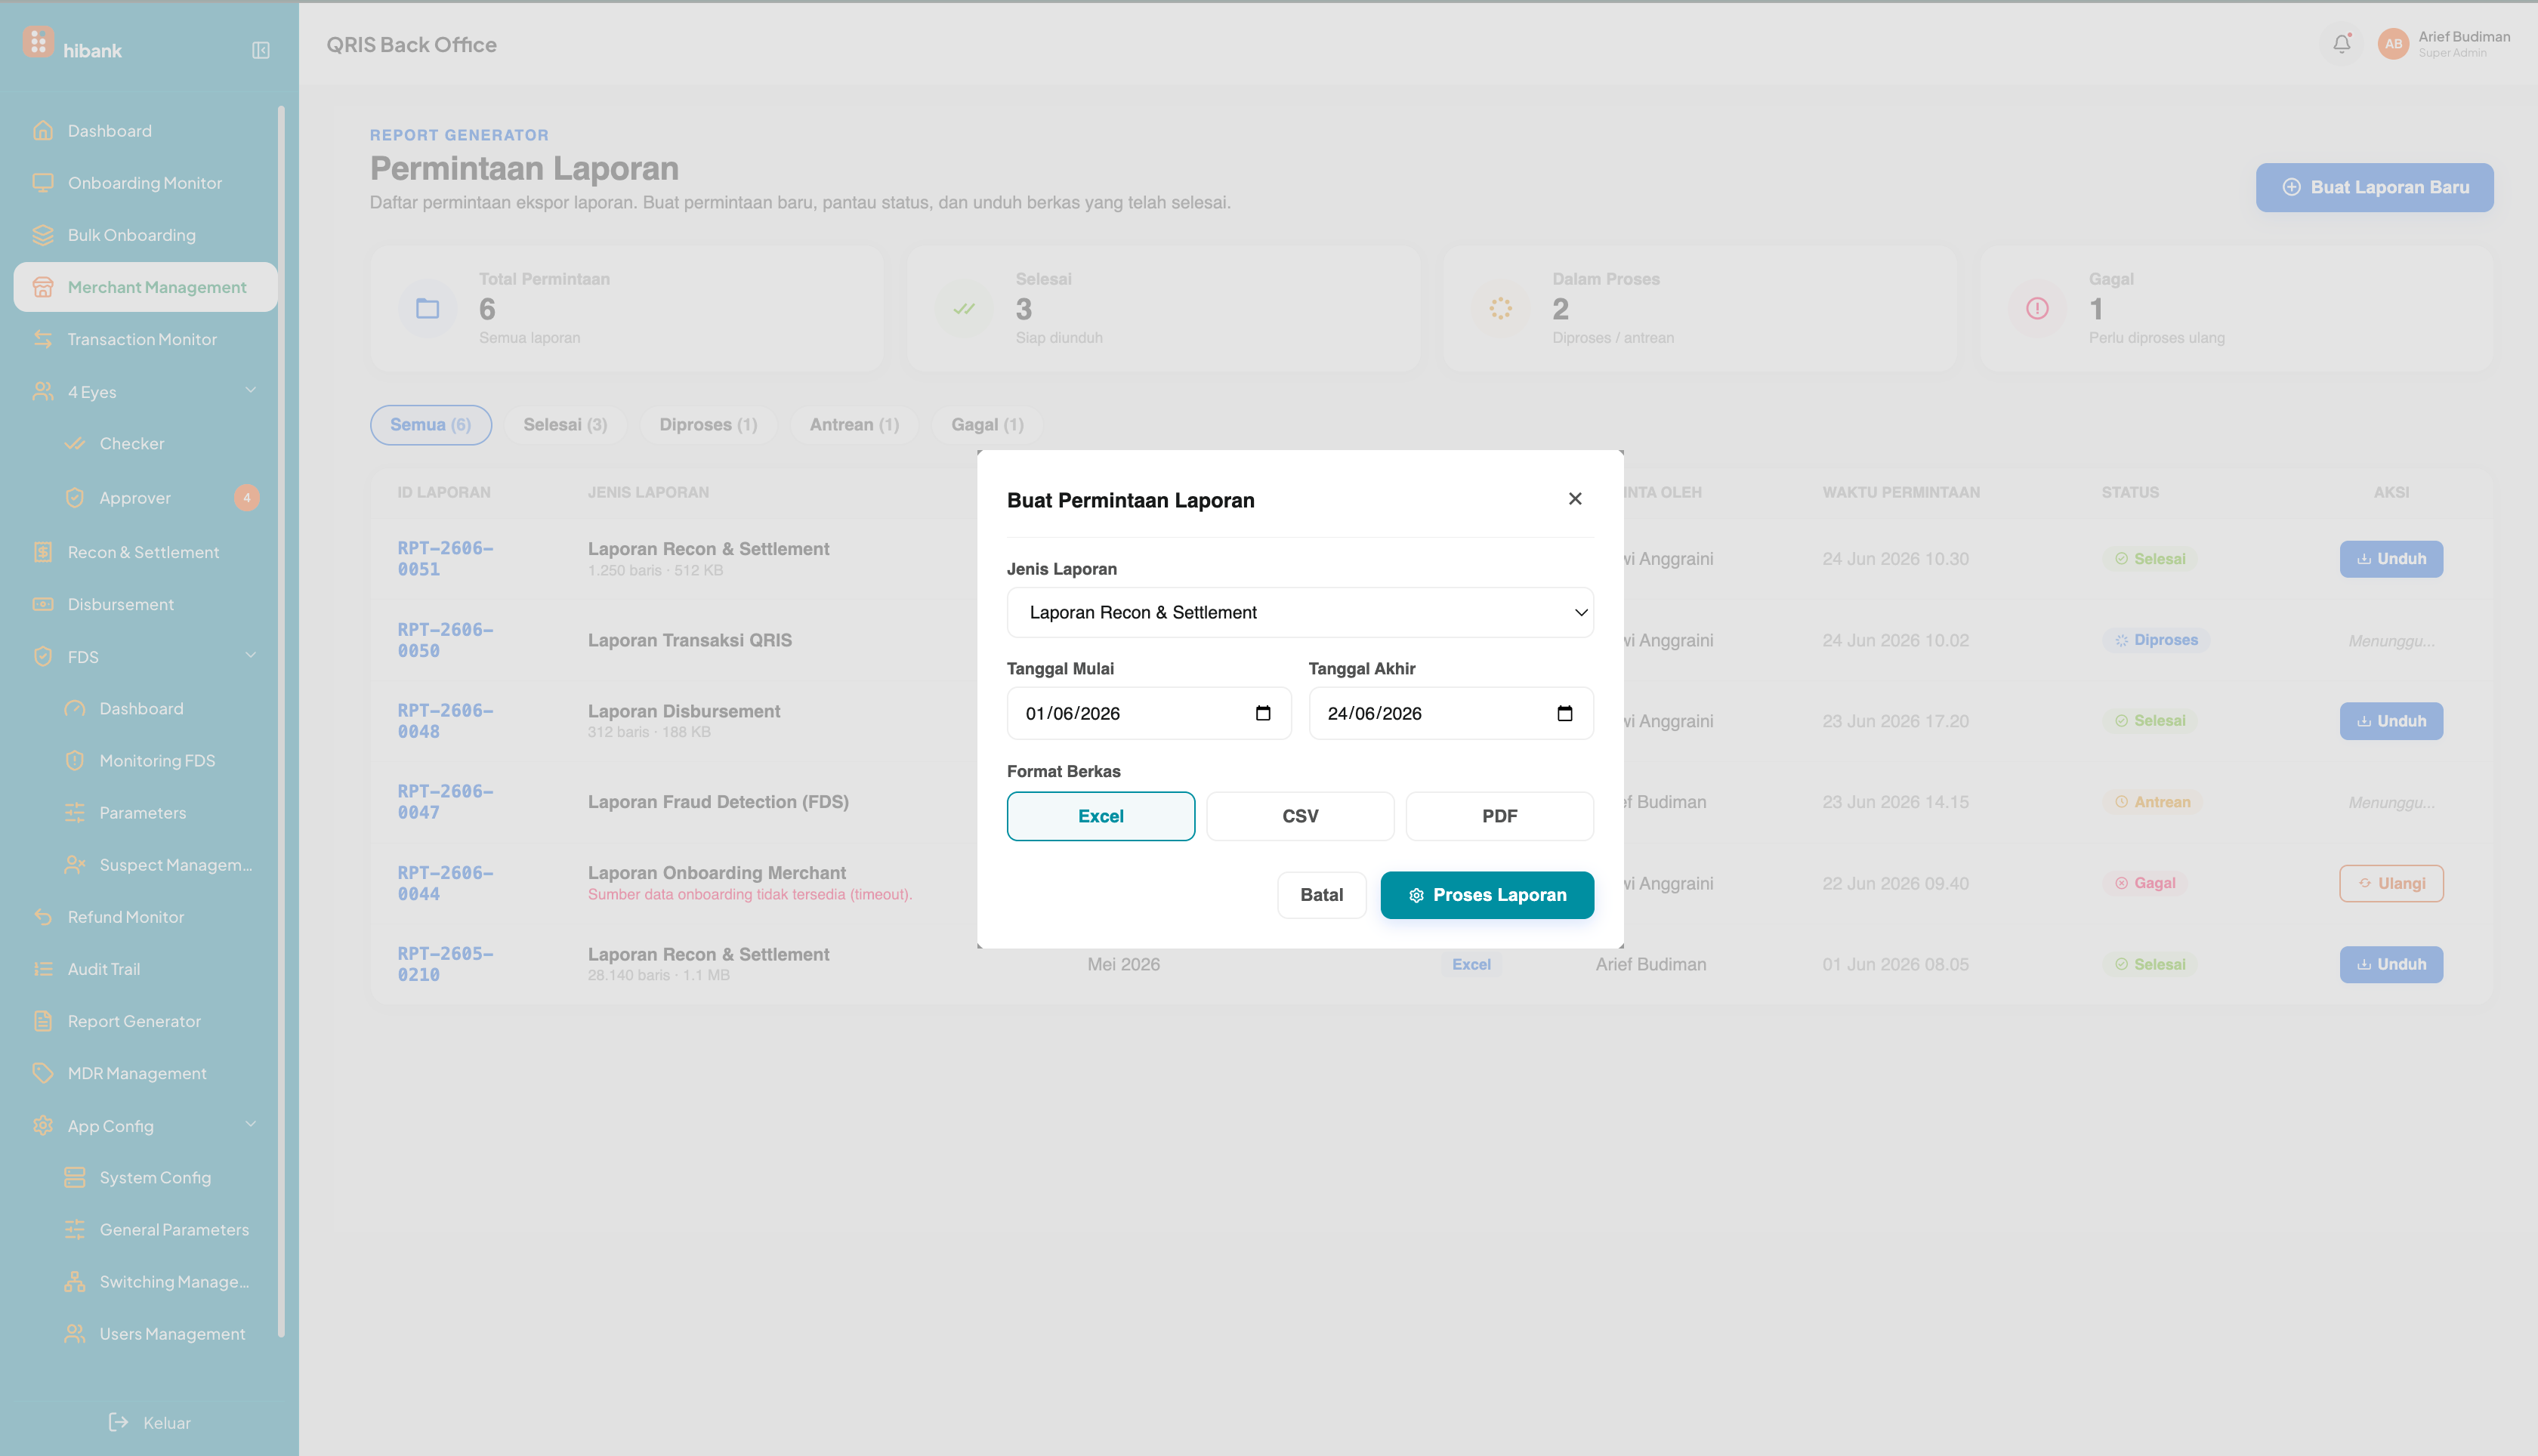 hibank
QRIS Back Office
AB
Arief Budiman
Super Admin
Dashboard
Onboarding Monitor
Bulk Onboarding
Merchant Management
Transaction Monitor
4 Eyes
Checker
Approver
4
Recon & Settlement
Disbursement
FDS
Dashboard
Monitoring FDS
Parameters
Suspect Managem...
Refund Monitor
Audit Trail
Report Generator
MDR Management
App Config
System Config
General Parameters
Switching Manage...
Users Management
Keluar
REPORT GENERATOR
Permintaan Laporan
Daftar permintaan ekspor laporan. Buat permintaan baru, pantau status, dan unduh berkas yang telah selesai.
Buat Laporan Baru
Total Permintaan
6
Semua laporan
Selesai
3
Siap diunduh
Dalam Proses
2
Diproses / antrean
Gagal
1
Perlu diproses ulang
Semua (6)
Selesai (3)
Diproses (1)
Antrean (1)
Gagal (1)
ID LAPORAN
JENIS LAPORAN
INTA OLEH
WAKTU PERMINTAAN
STATUS
AKSI
RPT-2606-
0051
Laporan Recon & Settlement
1.250 baris · 512 KB
wi Anggraini
24 Jun 2026 10.30
Selesai
Unduh
RPT-2606-
0050
Laporan Transaksi QRIS
wi Anggraini
24 Jun 2026 10.02
Diproses
Menunggu...
RPT-2606-
0048
Laporan Disbursement
312 baris · 188 KB
wi Anggraini
23 Jun 2026 17.20
Selesai
Unduh
RPT-2606-
0047
Laporan Fraud Detection (FDS)
ef Budiman
23 Jun 2026 14.15
Antrean
Menunggu...
RPT-2606-
0044
Laporan Onboarding Merchant
Sumber data onboarding tidak tersedia (timeout).
wi Anggraini
22 Jun 2026 09.40
Gagal
Ulangi
RPT-2605-
0210
Laporan Recon & Settlement
28.140 baris · 1.1 MB
Mei 2026
Excel
Arief Budiman
01 Jun 2026 08.05
Selesai
Unduh
Buat Permintaan Laporan
Jenis Laporan
Laporan Recon & Settlement
Tanggal Mulai
Tanggal Akhir
01/06/2026
24/06/2026
Format Berkas
Excel
CSV
PDF
Batal
Proses Laporan